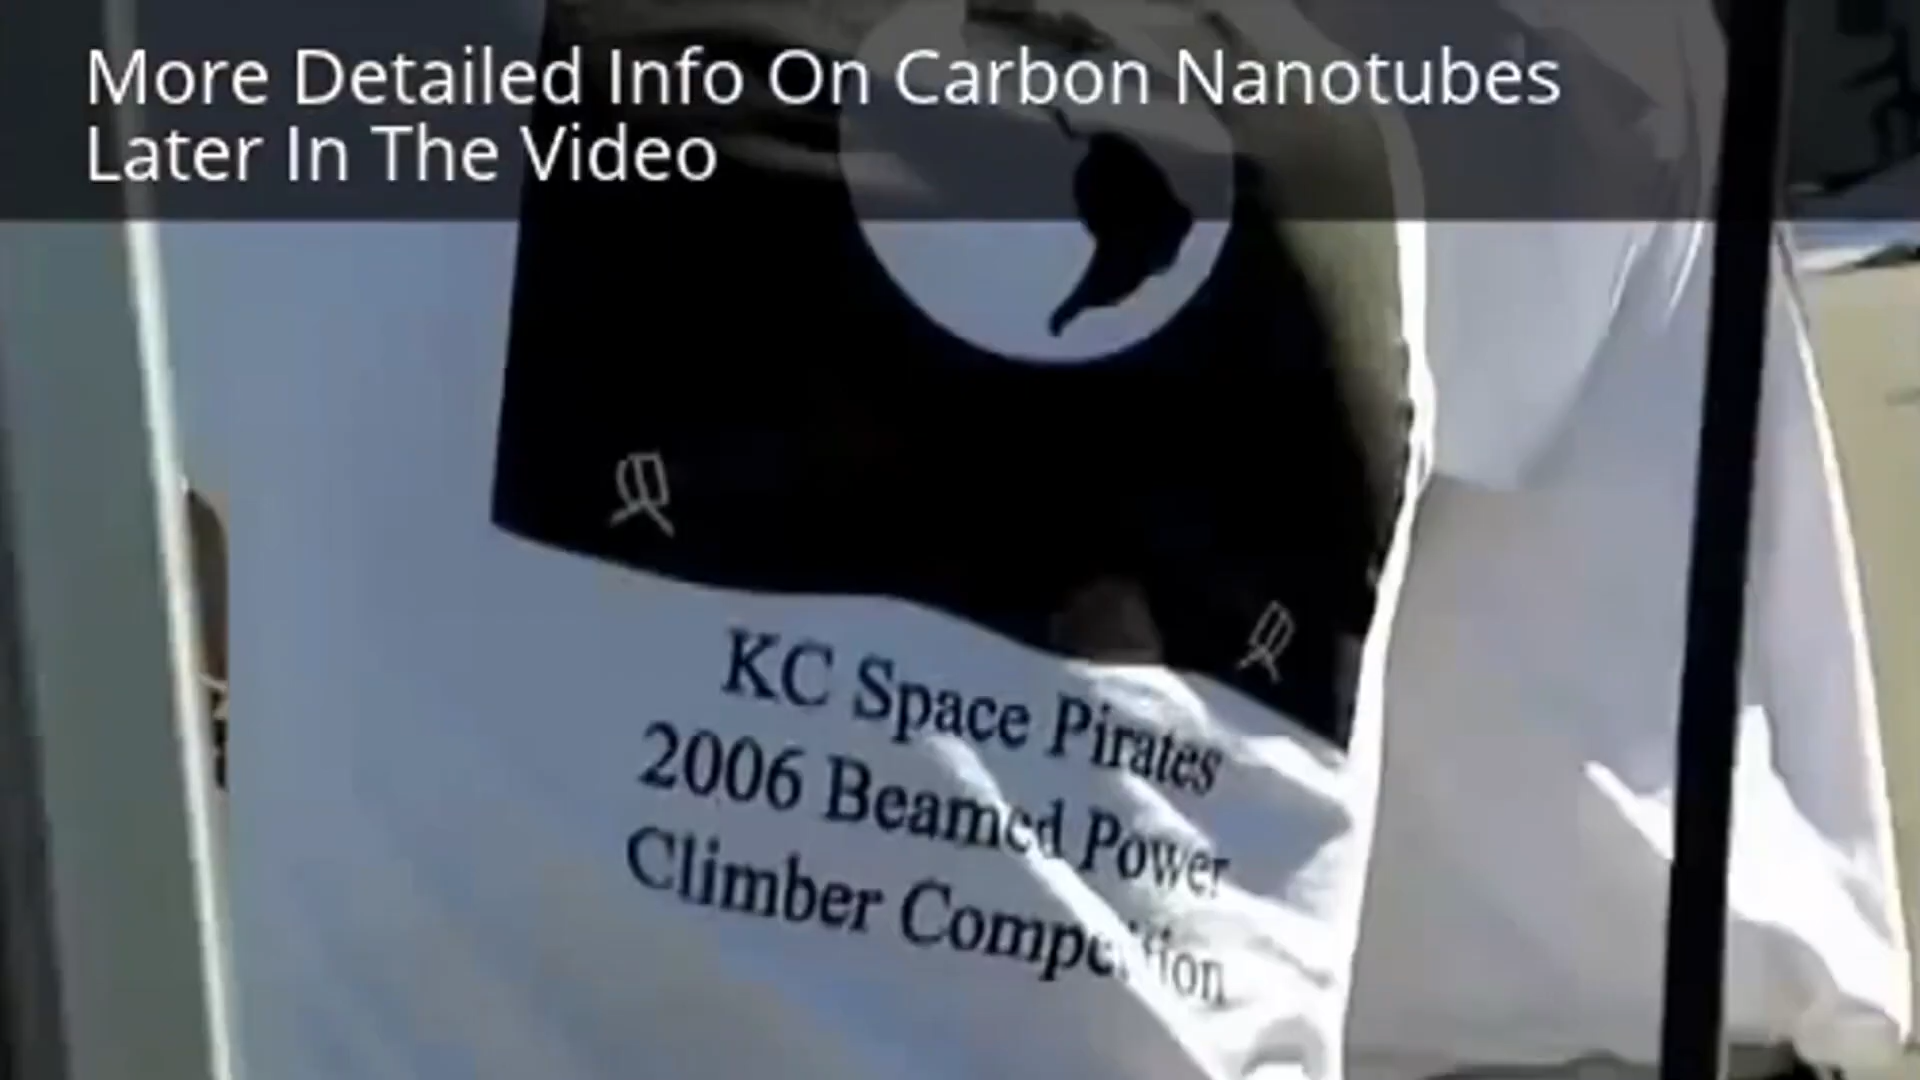 More Detailed Info On Carbon Nanotubes
Later In The Video
KC Space Pirates
2006 Beamed Power
Climber Competition